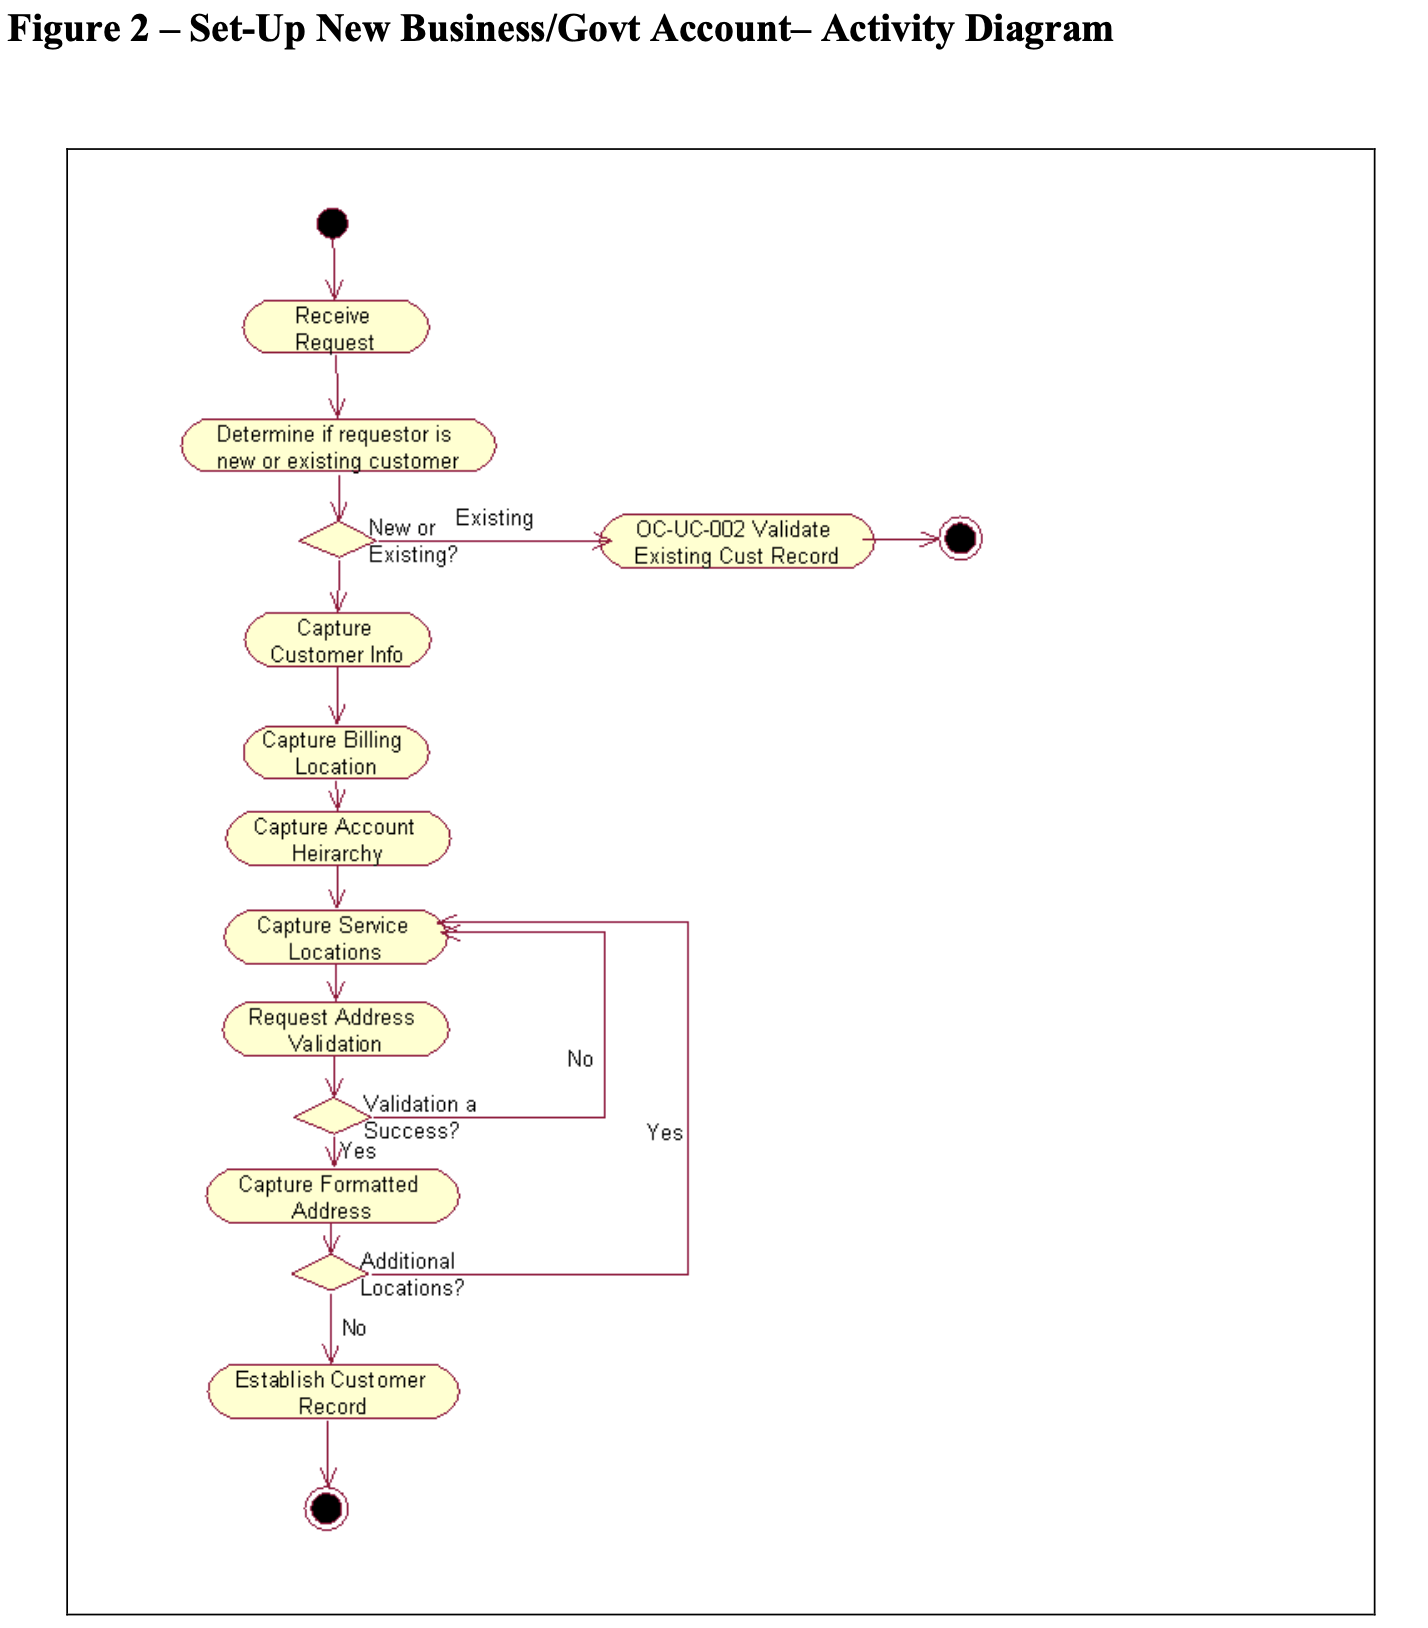 Figure 2 – Set-Up New Business/Govt Account– Activity Diagram
Receive
Request
Determine if requestor is
new or existing customer
New or
Existing?
Existing
OC-UC-002 Validate
Existing Cust Record
Capture
Customer Info
Capture Billing
Location
Capture Account
Heirarchy
Capture Service
Locations
Request Address
Validation
No
Validation a
Success?
Yes
Yes
Capture Formatted
Address
Additional
Locations?
No
Establish Customer
Record